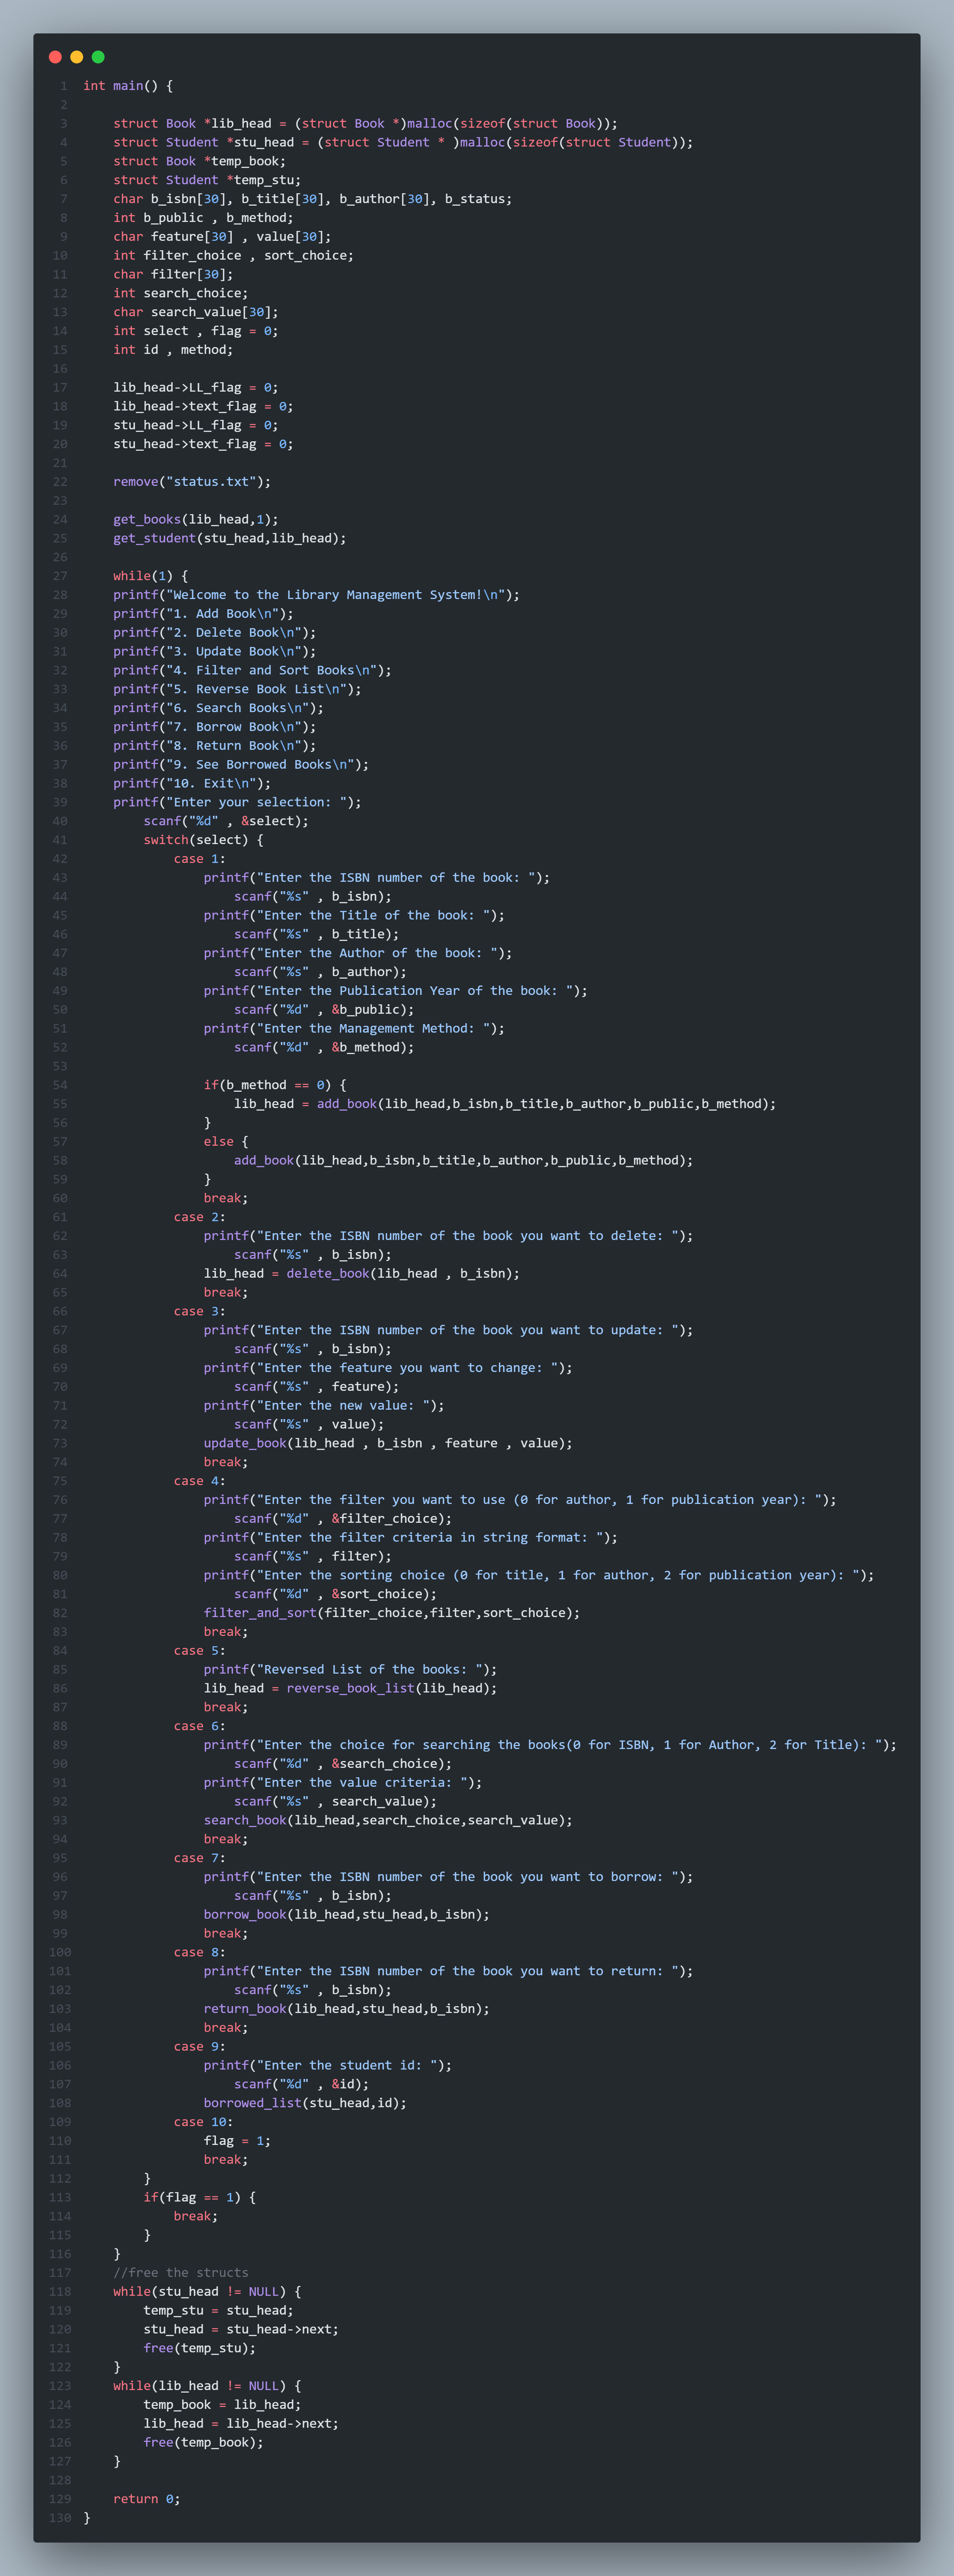 1 int main() {
2
3     struct Book *lib_head = (struct Book *)malloc(sizeof(struct Book));
4     struct Student *stu_head = (struct Student * )malloc(sizeof(struct Student));
5     struct Book *temp_book;
6     struct Student *temp_stu;
7     char b_isbn[30], b_title[30], b_author[30], b_status;
8     int b_public , b_method;
9     char feature[30] , value[30];
10     int filter_choice , sort_choice;
11     char filter[30];
12     int search_choice;
13     char search_value[30];
14     int select , flag = 0;
15     int id , method;
16
17     lib_head->LL_flag = 0;
18     lib_head->text_flag = 0;
19     stu_head->LL_flag = 0;
20     stu_head->text_flag = 0;
21
22     remove("status.txt");
23
24     get_books(lib_head,1);
25     get_student(stu_head,lib_head);
26
27     while(1) {
28     printf("Welcome to the Library Management System!\n");
29     printf("1. Add Book\n");
30     printf("2. Delete Book\n");
31     printf("3. Update Book\n");
32     printf("4. Filter and Sort Books\n");
33     printf("5. Reverse Book List\n");
34     printf("6. Search Books\n");
35     printf("7. Borrow Book\n");
36     printf("8. Return Book\n");
37     printf("9. See Borrowed Books\n");
38     printf("10. Exit\n");
39     printf("Enter your selection: ");
40         scanf("%d" , &select);
41         switch(select) {
42             case 1:
43                 printf("Enter the ISBN number of the book: ");
44                     scanf("%s" , b_isbn);
45                 printf("Enter the Title of the book: ");
46                     scanf("%s" , b_title);
47                 printf("Enter the Author of the book: ");
48                     scanf("%s" , b_author);
49                 printf("Enter the Publication Year of the book: ");
50                     scanf("%d" , &b_public);
51                 printf("Enter the Management Method: ");
52                     scanf("%d" , &b_method);
53
54                 if(b_method == 0) {
55                     lib_head = add_book(lib_head,b_isbn,b_title,b_author,b_public,b_method);
56                 }
57                 else {
58                     add_book(lib_head,b_isbn,b_title,b_author,b_public,b_method);
59                 }
60                 break;
61             case 2:
62                 printf("Enter the ISBN number of the book you want to delete: ");
63                     scanf("%s" , b_isbn);
64                 lib_head = delete_book(lib_head , b_isbn);
65                 break;
66             case 3:
67                 printf("Enter the ISBN number of the book you want to update: ");
68                     scanf("%s" , b_isbn);
69                 printf("Enter the feature you want to change: ");
70                     scanf("%s" , feature);
71                 printf("Enter the new value: ");
72                     scanf("%s" , value);
73                 update_book(lib_head , b_isbn , feature , value);
74                 break;
75             case 4:
76                 printf("Enter the filter you want to use (0 for author, 1 for publication year): ");
77                     scanf("%d" , &filter_choice);
78                 printf("Enter the filter criteria in string format: ");
79                     scanf("%s" , filter);
80                 printf("Enter the sorting choice (0 for title, 1 for author, 2 for publication year): ");
81                     scanf("%d" , &sort_choice);
82                 filter_and_sort(filter_choice,filter,sort_choice);
83                 break;
84             case 5:
85                 printf("Reversed List of the books: ");
86                 lib_head = reverse_book_list(lib_head);
87                 break;
88             case 6:
89                 printf("Enter the choice for searching the books(0 for ISBN, 1 for Author, 2 for Title): ");
90                     scanf("%d" , &search_choice);
91                 printf("Enter the value criteria: ");
92                     scanf("%s" , search_value);
93                 search_book(lib_head,search_choice,search_value);
94                 break;
95             case 7:
96                 printf("Enter the ISBN number of the book you want to borrow: ");
97                     scanf("%s" , b_isbn);
98                 borrow_book(lib_head,stu_head,b_isbn);
99                 break;
100             case 8:
101                 printf("Enter the ISBN number of the book you want to return: ");
102                     scanf("%s" , b_isbn);
103                 return_book(lib_head,stu_head,b_isbn);
104                 break;
105             case 9:
106                 printf("Enter the student id: ");
107                     scanf("%d" , &id);
108                 borrowed_list(stu_head,id);
109             case 10:
110                 flag = 1;
111                 break;
112         }
113         if(flag == 1) {
114             break;
115         }
116     }
117     //free the structs
118     while(stu_head != NULL) {
119         temp_stu = stu_head;
120         stu_head = stu_head->next;
121         free(temp_stu);
122     }
123     while(lib_head != NULL) {
124         temp_book = lib_head;
125         lib_head = lib_head->next;
126         free(temp_book);
127     }
128
129     return 0;
130 }